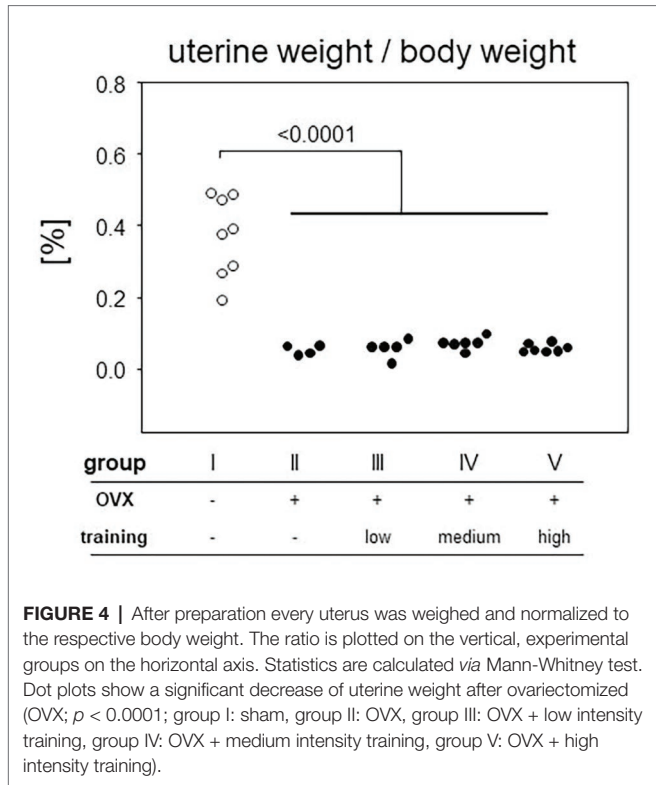 uterine weight / body weight
0.8
<0.0001
0.6
[%]
0.4
0.2
0.0
group I II III IV V
OVX - + + + +
training - - low medium high
FIGURE 4 | After preparation every uterus was weighed and normalized to
the respective body weight. The ratio is plotted on the vertical, experimental
groups on the horizontal axis. Statistics are calculated via Mann-Whitney test.
Dot plots show a significant decrease of uterine weight after ovariectomized
(OVX; p < 0.0001; group I: sham, group II: OVX, group III: OVX + low intensity
training, group IV: OVX + medium intensity training, group V: OVX + high
intensity training).